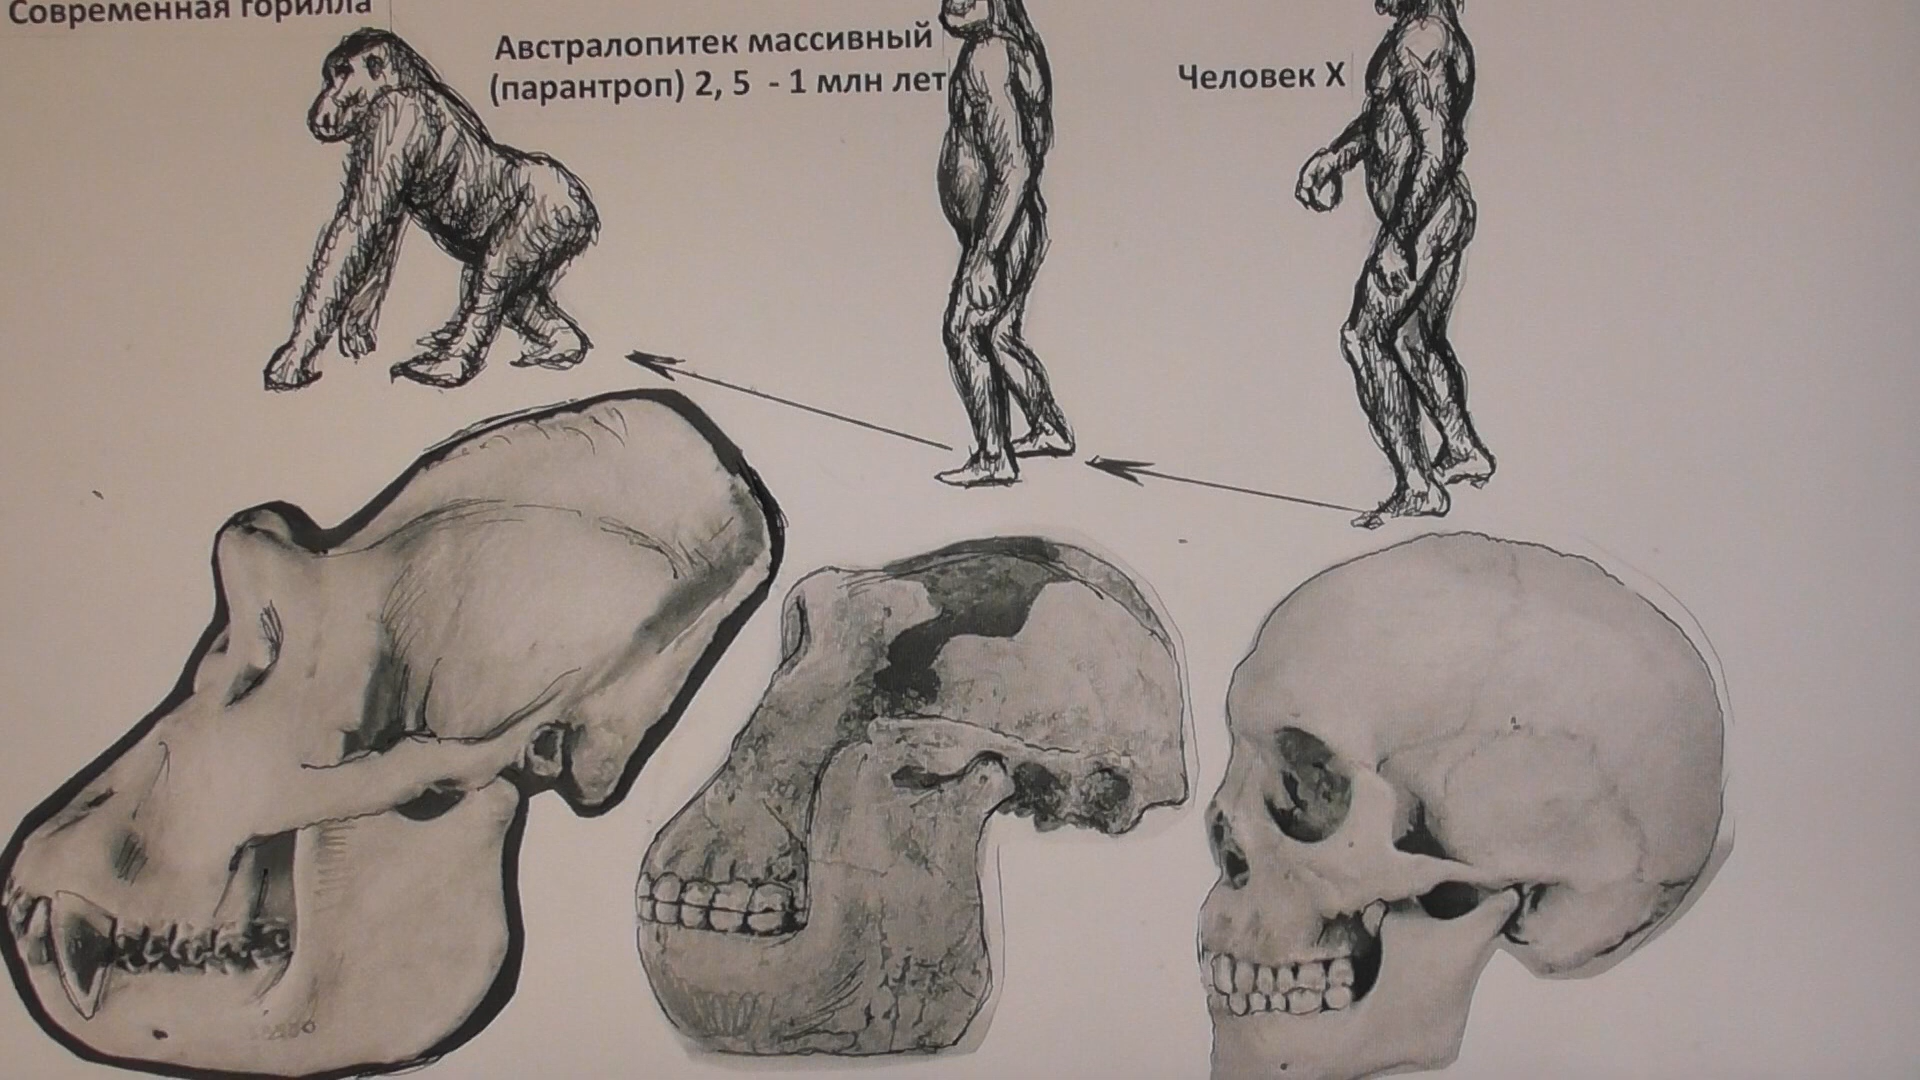 Современная горилла
Австралопитек массивный
(парантроп) 2, 5 - 1 млн лет
Человек X